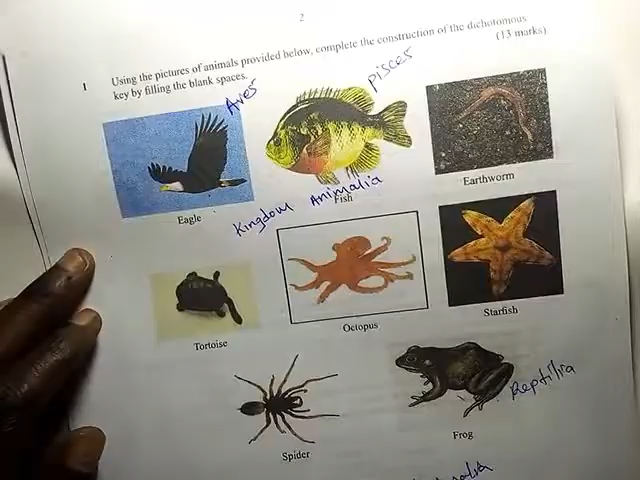 2
1 Using the pictures of animals provided below, complete the construction of the dichotomous
key by filling the blank spaces. (13 marks)
Aves
Pisces
Eagle
Kingdom Animalia
Fish
Earthworm
Tortoise
Octopus
Starfish
Spider
Frog
Reptilia